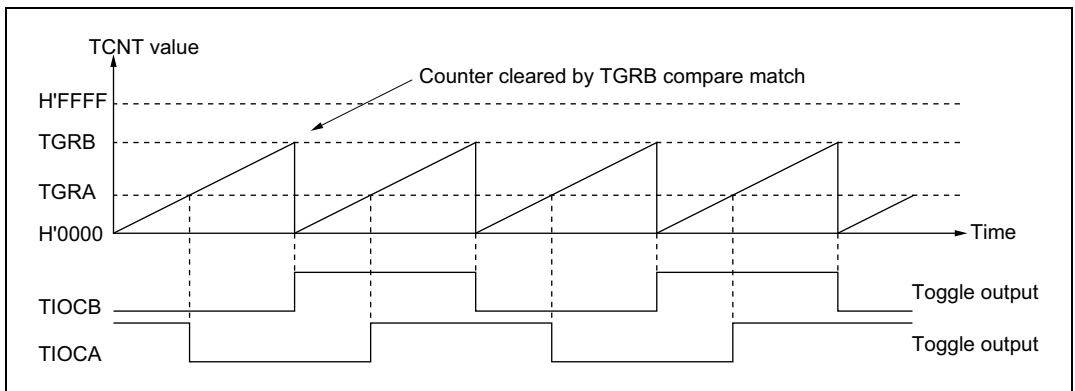 TCNT value
Counter cleared by TGRB compare match
H'FFFF
TGRB
TGRA
H'0000
Time
TIOCB
Toggle output
TIOCA
Toggle output